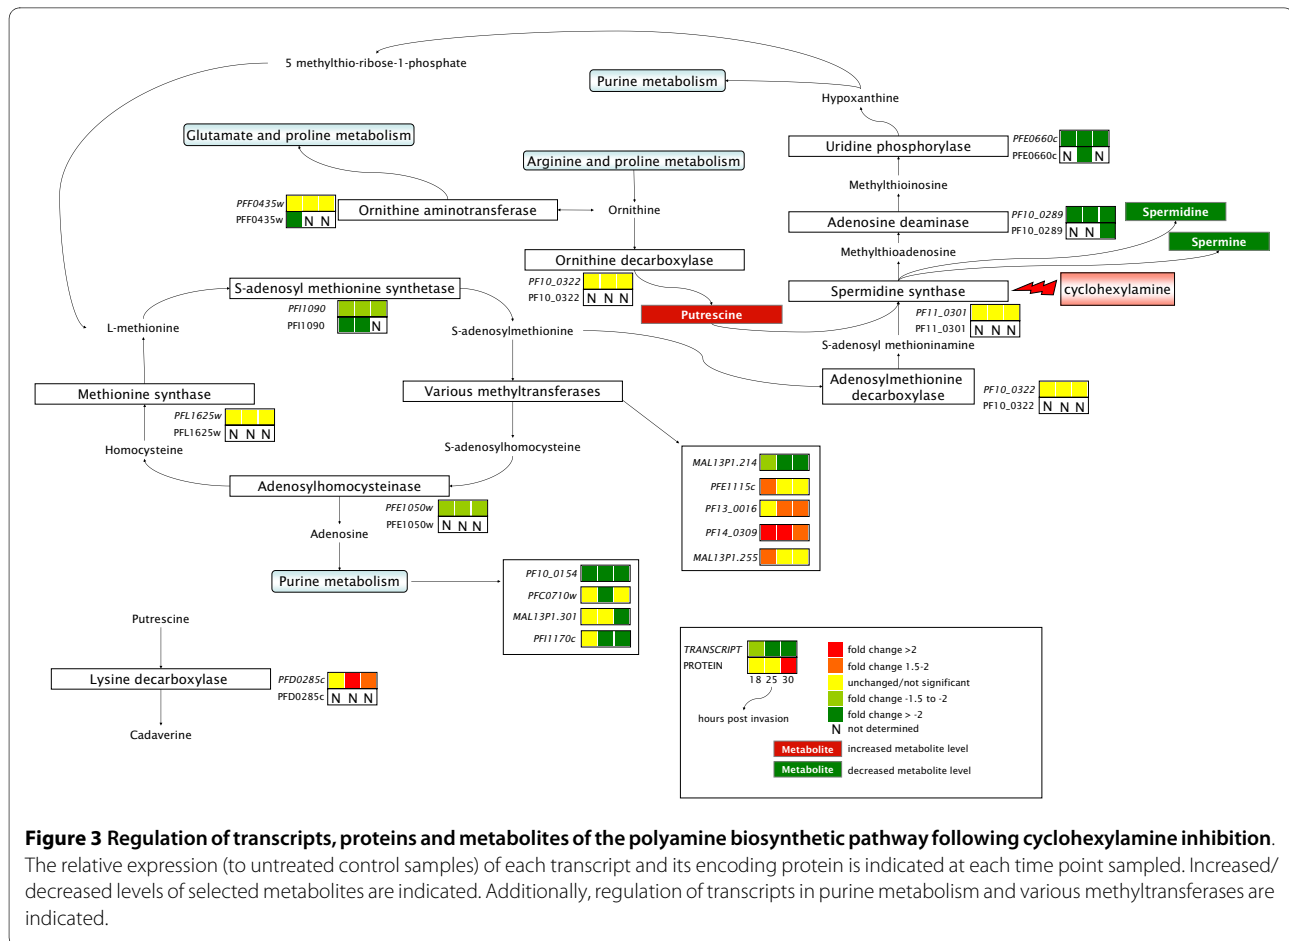 5 methylthio-ribose-1-phosphate
Purine metabolism
Hypoxanthine
Glutamate and proline metabolism
Arginine and proline metabolism
Uridine phosphorylase
PFE0660c
PFE0660c
N N
Methylthioinosine
PFF0435w
PFF0435w
N N
Ornithine aminotransferase
Ornithine
Adenosine deaminase
PF10_0289
PF10_0289
N N
Spermidine
Spermine
Methylthioadenosine
Ornithine decarboxylase
PF10_0322
PF10_0322
N N N
S-adenosyl methionine synthetase
PFI1090
PFI1090
N
Spermidine synthase
cyclohexylamine
Putrescine
PF11_0301
PF11_0301
N N N
L-methionine
S-adenosylmethionine
S-adenosyl methioninamine
Methionine synthase
PFL1625w
PFL1625w
N N N
Various methyltransferases
Adenosylmethionine
decarboxylase
PF10_0322
PF10_0322
N N N
Homocysteine
S-adenosylhomocysteine
MAL13P1.214
PFE1115c
PF13_0016
PF14_0309
MAL13P1.255
Adenosylhomocysteinase
PFE1050w
PFE1050w
N N N
Adenosine
Purine metabolism
PF10_0154
PFC0710w
MAL13P1.301
PFI1170c
Putrescine
Lysine decarboxylase
PFD0285c
PFD0285c
N N N
Cadaverine
TRANSCRIPT
PROTEIN
18 25 30
hours post invasion
fold change >2
fold change 1.5-2
unchanged/not significant
fold change -1.5 to -2
fold change > -2
N not determined
Metabolite increased metabolite level
Metabolite decreased metabolite level
Figure 3 Regulation of transcripts, proteins and metabolites of the polyamine biosynthetic pathway following cyclohexylamine inhibition.
The relative expression (to untreated control samples) of each transcript and its encoding protein is indicated at each time point sampled. Increased/
decreased levels of selected metabolites are indicated. Additionally, regulation of transcripts in purine metabolism and various methyltransferases are
indicated.